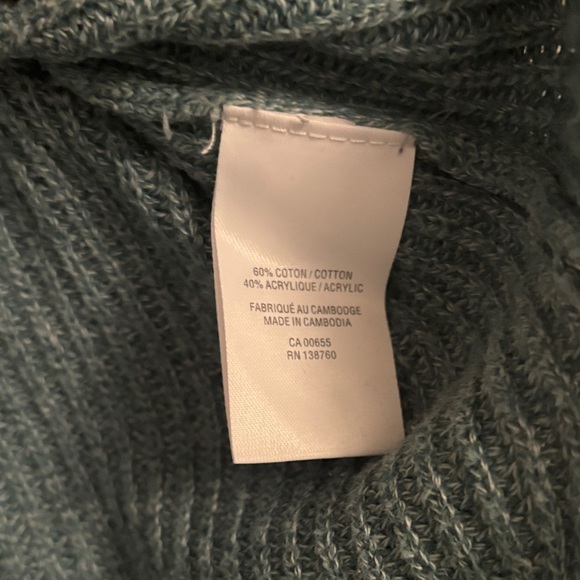 60% COTON / COTTON
40% ACRYLIQUE / ACRYLIC
FABRIQUÉ AU CAMBODGE
MADE IN CAMBODIA
CA 00655
RN 138760